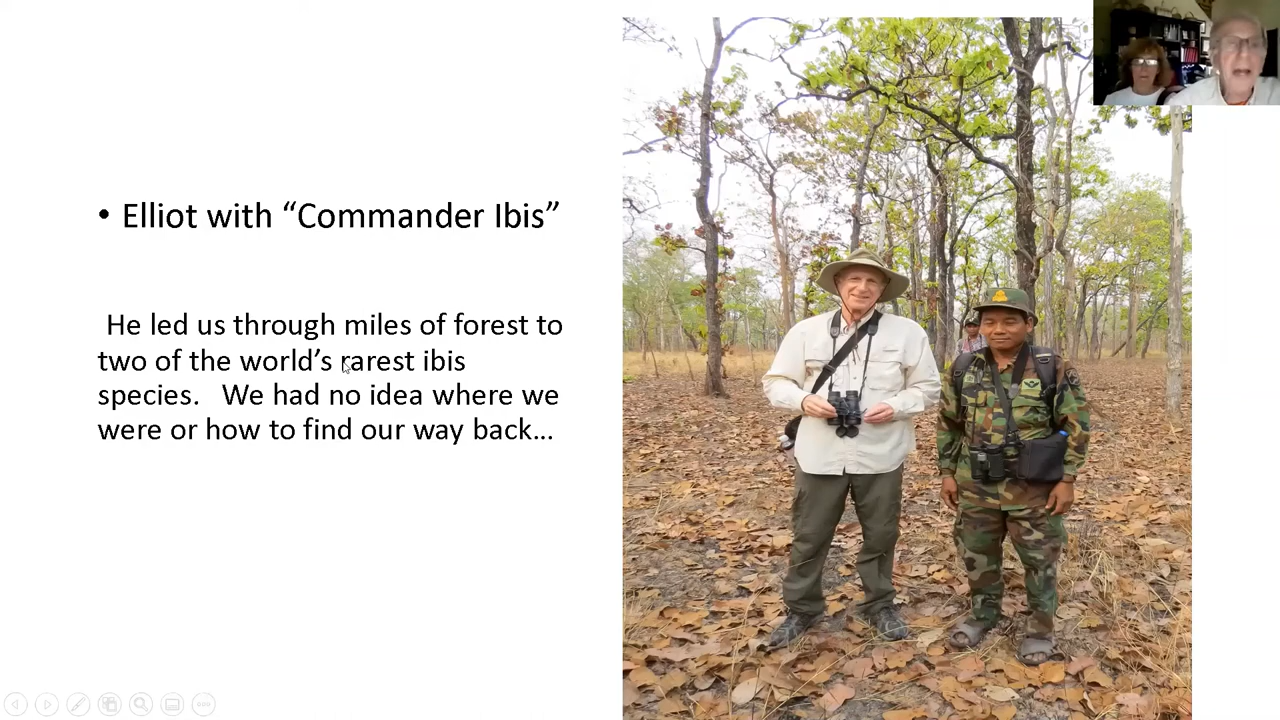 • Elliot with “Commander Ibis”
He led us through miles of forest to
two of the world’s rarest ibis
species. We had no idea where we
were or how to find our way back...